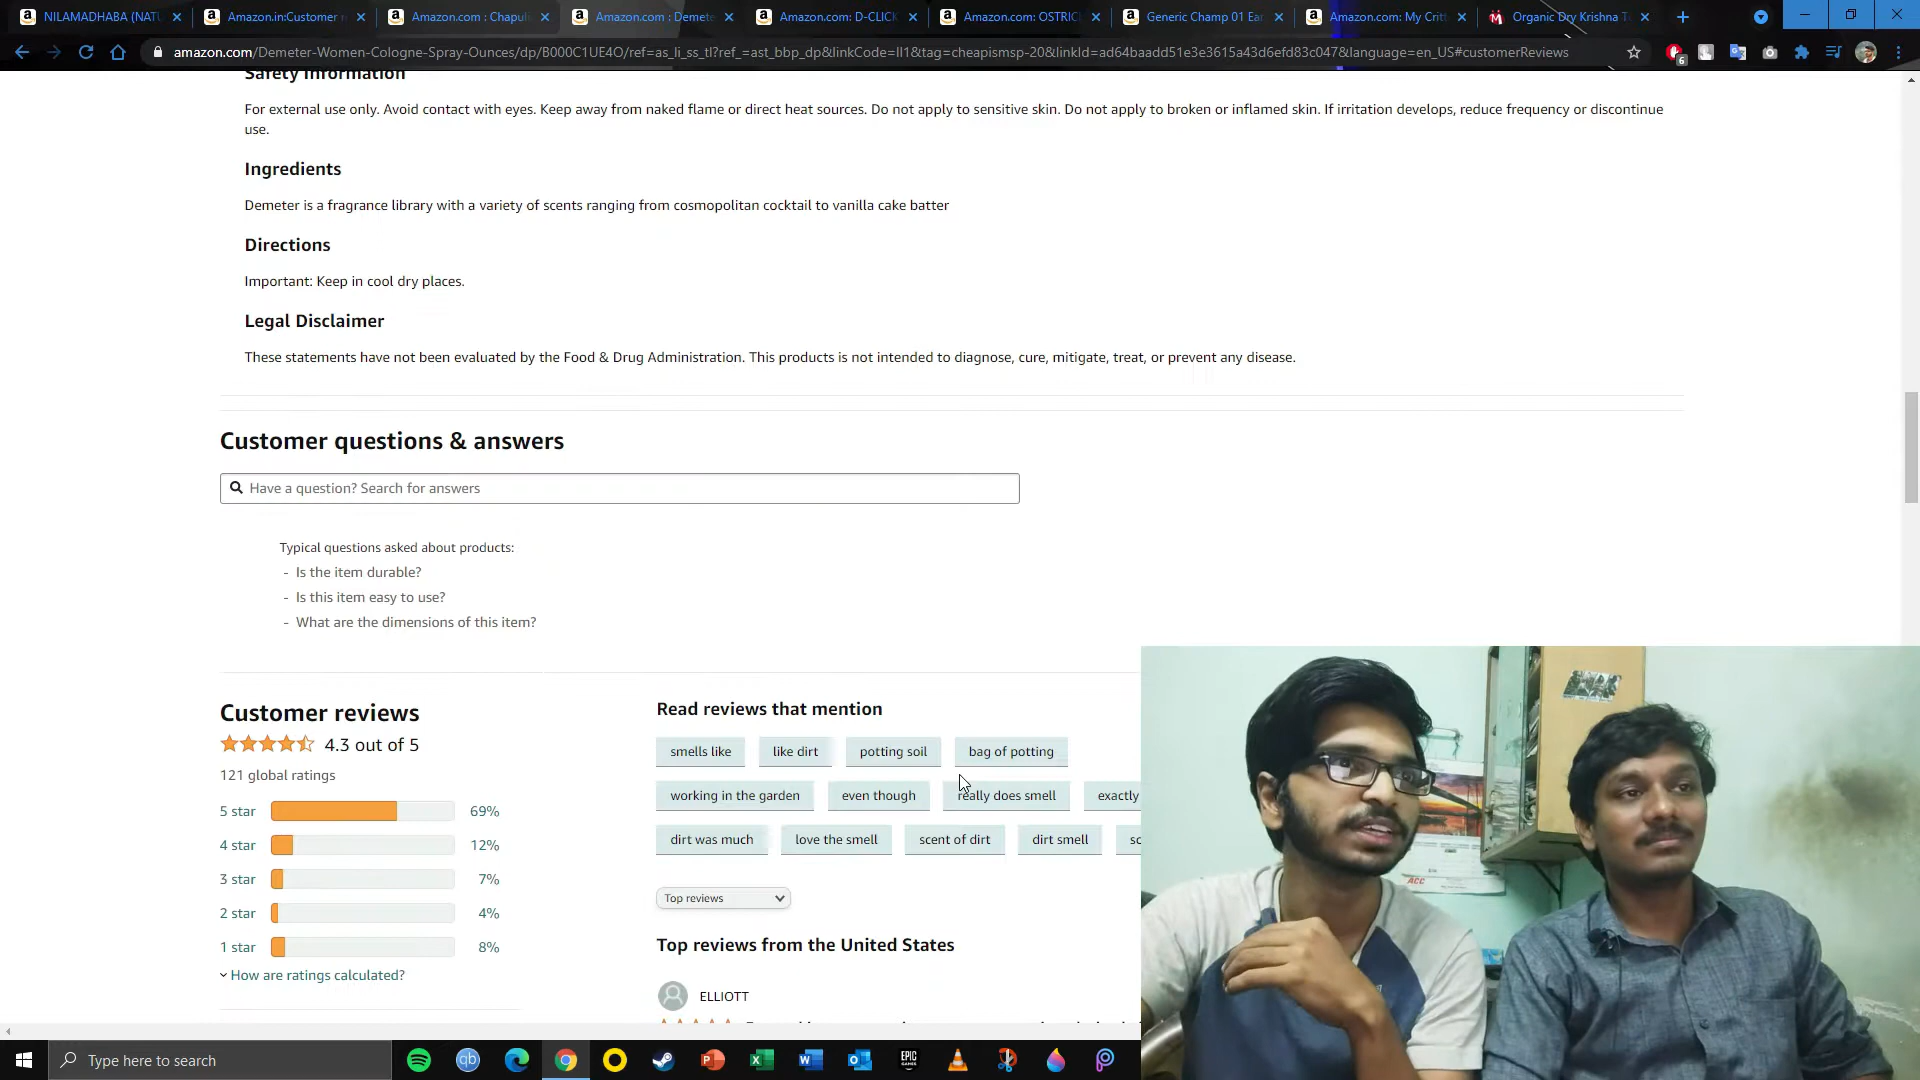 NILAMADHABA (NATU
Amazon.in:Customer r
Amazon.com : Chapuli
Amazon.com : Demete
Amazon.com: D-CLICK
Amazon.com: OSTRIC
Generic Champ 01 Ear
Amazon.com: My Critt
Organic Dry Krishna T
amazon.com/Demeter-Women-Cologne-Spray-Ounces/dp/B000C1UE4O/ref=as_li_ss_tl?ref_=ast_bbp_dp&linkCode=ll1&tag=cheapismsp-20&linkId=ad64baadd51e3e3615a43d6efd83c047&language=en_US#customerReviews
6
Safety Information
For external use only. Avoid contact with eyes. Keep away from naked flame or direct heat sources. Do not apply to sensitive skin. Do not apply to broken or inflamed skin. If irritation develops, reduce frequency or discontinue
use.
Ingredients
Demeter is a fragrance library with a variety of scents ranging from cosmopolitan cocktail to vanilla cake batter
Directions
Important: Keep in cool dry places.
Legal Disclaimer
These statements have not been evaluated by the Food & Drug Administration. This products is not intended to diagnose, cure, mitigate, treat, or prevent any disease.
Customer questions & answers
Have a question? Search for answers
Typical questions asked about products:
- Is the item durable?
- Is this item easy to use?
- What are the dimensions of this item?
Customer reviews
4.3 out of 5
121 global ratings
5 star 69%
4 star 12%
3 star 7%
2 star 4%
1 star 8%
How are ratings calculated?
Read reviews that mention
smells like like dirt potting soil bag of potting
working in the garden even though really does smell exactly
dirt was much love the smell scent of dirt dirt smell sc
Top reviews
Top reviews from the United States
ELLIOTT
ACC
Type here to search
qb
EPIC
GAMES